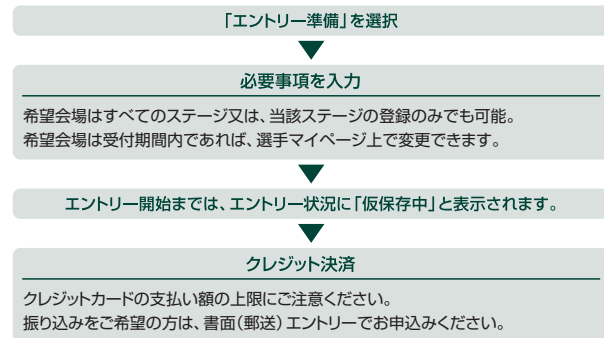 「エントリー準備」を選択
必要事項を入力
希望会場はすべてのステージ又は、当該ステージの登録のみでも可能。
希望会場は受付期間内であれば、選手マイページ上で変更できます。
エントリー開始までは、エントリー状況に「仮保存中」と表示されます。
クレジット決済
クレジットカードの支払い額の上限にご注意ください。
振り込みをご希望の方は、書面(郵送)エントリーでお申込みください。